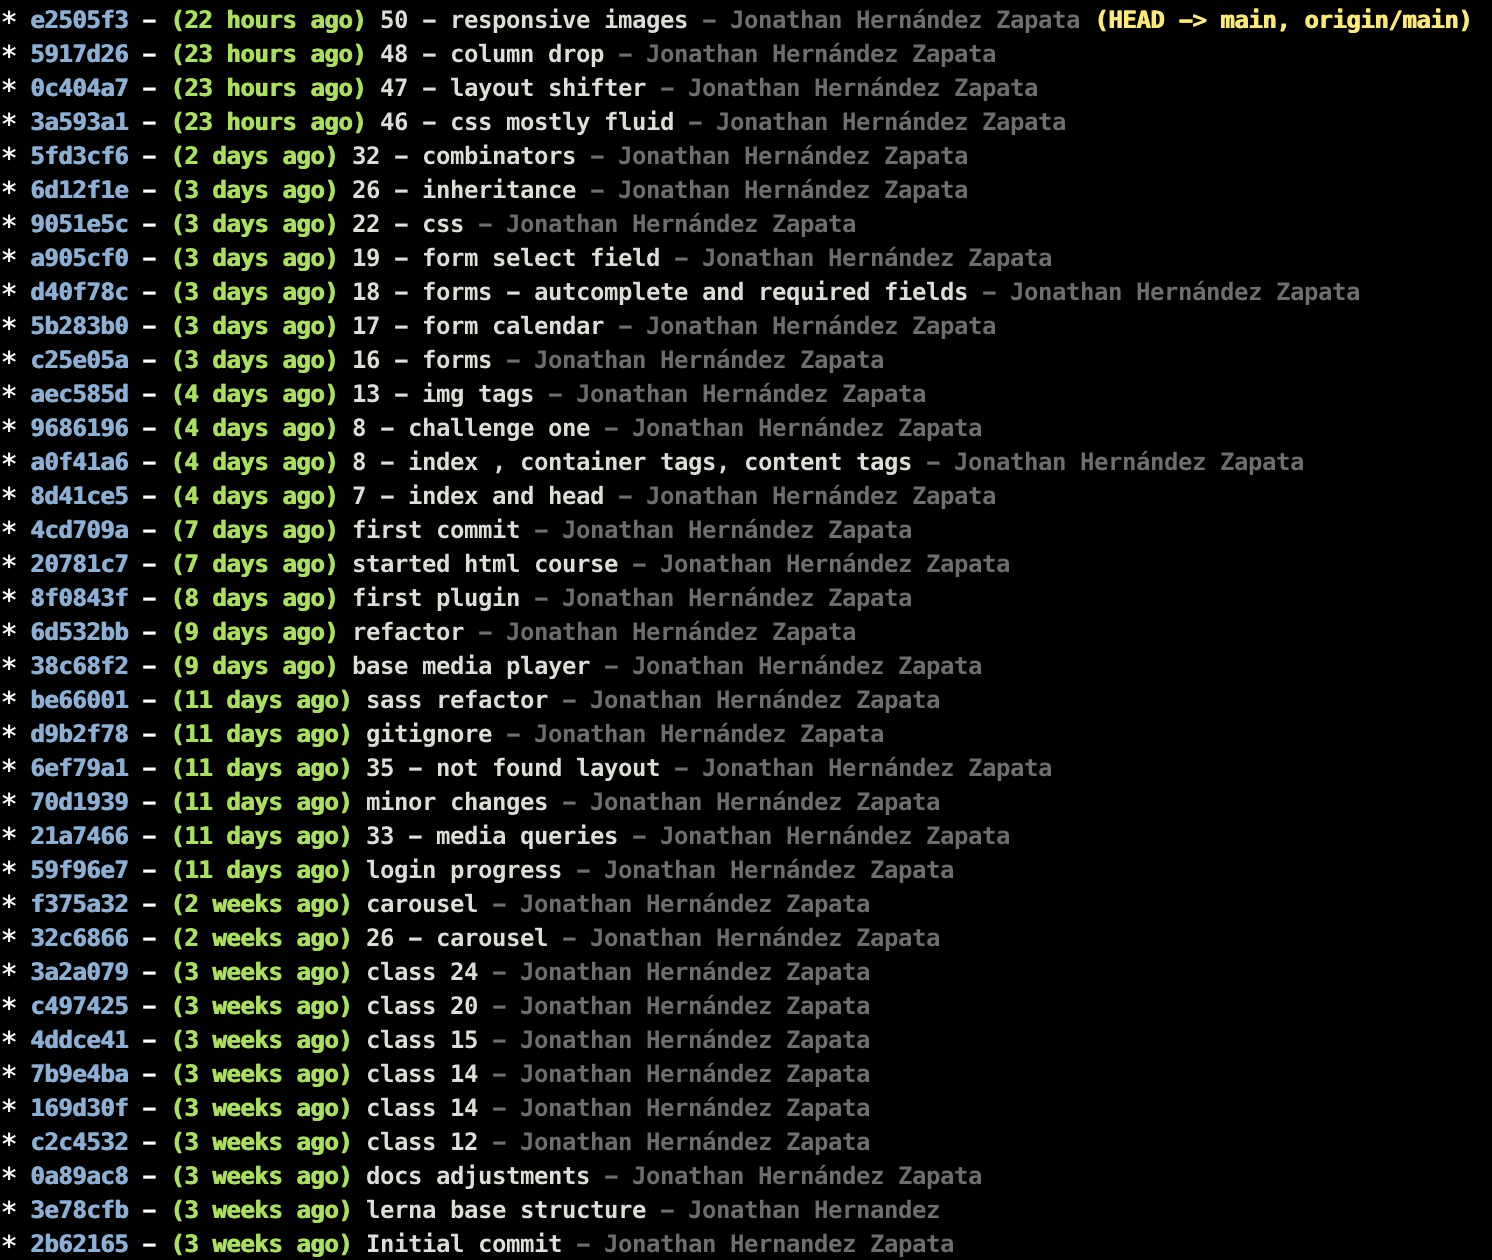 * e2505f3 - (22 hours ago) 50 - responsive images - Jonathan Hernández Zapata (HEAD -> main, origin/main)
* 5917d26 - (23 hours ago) 48 - column drop - Jonathan Hernández Zapata
* 0c404a7 - (23 hours ago) 47 - layout shifter - Jonathan Hernández Zapata
* 3a593a1 - (23 hours ago) 46 - css mostly fluid - Jonathan Hernández Zapata
* 5fd3cf6 - (2 days ago) 32 - combinators - Jonathan Hernández Zapata
* 6d12f1e - (3 days ago) 26 - inheritance - Jonathan Hernández Zapata
* 9051e5c - (3 days ago) 22 - css - Jonathan Hernández Zapata
* a905cf0 - (3 days ago) 19 - form select field - Jonathan Hernández Zapata
* d40f78c - (3 days ago) 18 - forms - autcomplete and required fields - Jonathan Hernández Zapata
* 5b283b0 - (3 days ago) 17 - form calendar - Jonathan Hernández Zapata
* c25e05a - (3 days ago) 16 - forms - Jonathan Hernández Zapata
* aec585d - (4 days ago) 13 - img tags - Jonathan Hernández Zapata
* 9686196 - (4 days ago) 8 - challenge one - Jonathan Hernández Zapata
* a0f41a6 - (4 days ago) 8 - index , container tags, content tags - Jonathan Hernández Zapata
* 8d41ce5 - (4 days ago) 7 - index and head - Jonathan Hernández Zapata
* 4cd709a - (7 days ago) first commit - Jonathan Hernández Zapata
* 20781c7 - (7 days ago) started html course - Jonathan Hernández Zapata
* 8f0843f - (8 days ago) first plugin - Jonathan Hernández Zapata
* 6d532bb - (9 days ago) refactor - Jonathan Hernández Zapata
* 38c68f2 - (9 days ago) base media player - Jonathan Hernández Zapata
* be66001 - (11 days ago) sass refactor - Jonathan Hernández Zapata
* d9b2f78 - (11 days ago) gitignore - Jonathan Hernández Zapata
* 6ef79a1 - (11 days ago) 35 - not found layout - Jonathan Hernández Zapata
* 70d1939 - (11 days ago) minor changes - Jonathan Hernández Zapata
* 21a7466 - (11 days ago) 33 - media queries - Jonathan Hernández Zapata
* 59f96e7 - (11 days ago) login progress - Jonathan Hernández Zapata
* f375a32 - (2 weeks ago) carousel - Jonathan Hernández Zapata
* 32c6866 - (2 weeks ago) 26 - carousel - Jonathan Hernández Zapata
* 3a2a079 - (3 weeks ago) class 24 - Jonathan Hernández Zapata
* c497425 - (3 weeks ago) class 20 - Jonathan Hernández Zapata
* 4ddce41 - (3 weeks ago) class 15 - Jonathan Hernández Zapata
* 7b9e4ba - (3 weeks ago) class 14 - Jonathan Hernández Zapata
* 169d30f - (3 weeks ago) class 14 - Jonathan Hernández Zapata
* c2c4532 - (3 weeks ago) class 12 - Jonathan Hernández Zapata
* 0a89ac8 - (3 weeks ago) docs adjustments - Jonathan Hernández Zapata
* 3e78cfb - (3 weeks ago) lerna base structure - Jonathan Hernandez
* 2b62165 - (3 weeks ago) Initial commit - Jonathan Hernandez Zapata